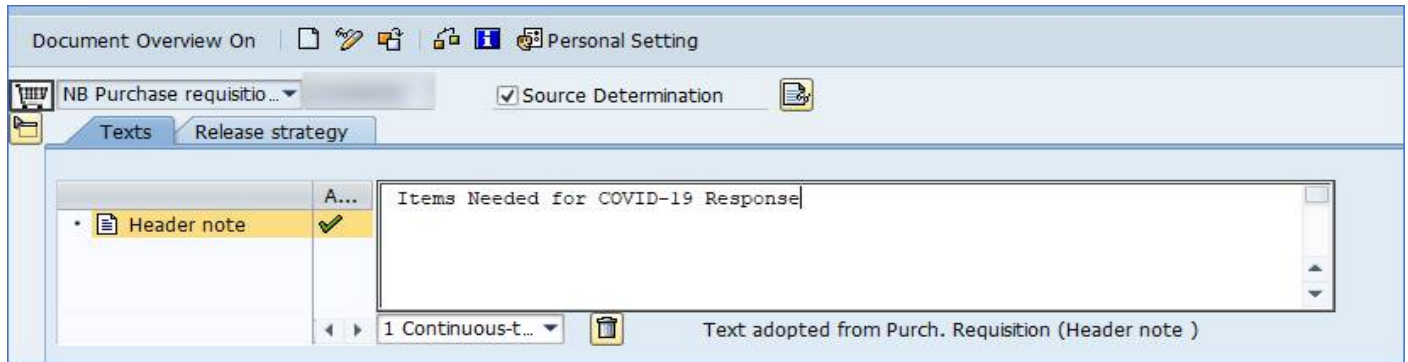 Document Overview On Personal Setting
NB Purchase requisitio... Source Determination
Texts Release strategy
A... Items Needed for COVID-19 Response
Header note
1 Continuous-t... Text adopted from Purch. Requisition (Header note )